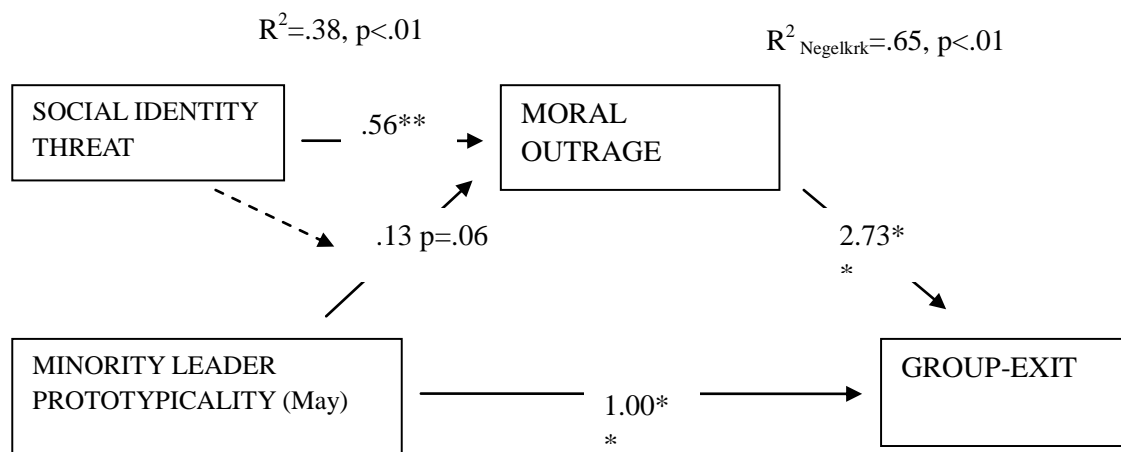 R²=.38, p<.01
R² Negelkrk=.65, p<.01
SOCIAL IDENTITY
THREAT
.56**
MORAL
OUTRAGE
.13 p=.06
2.73*
*
MINORITY LEADER
PROTOTYPICALITY (May)
1.00*
*
GROUP-EXIT